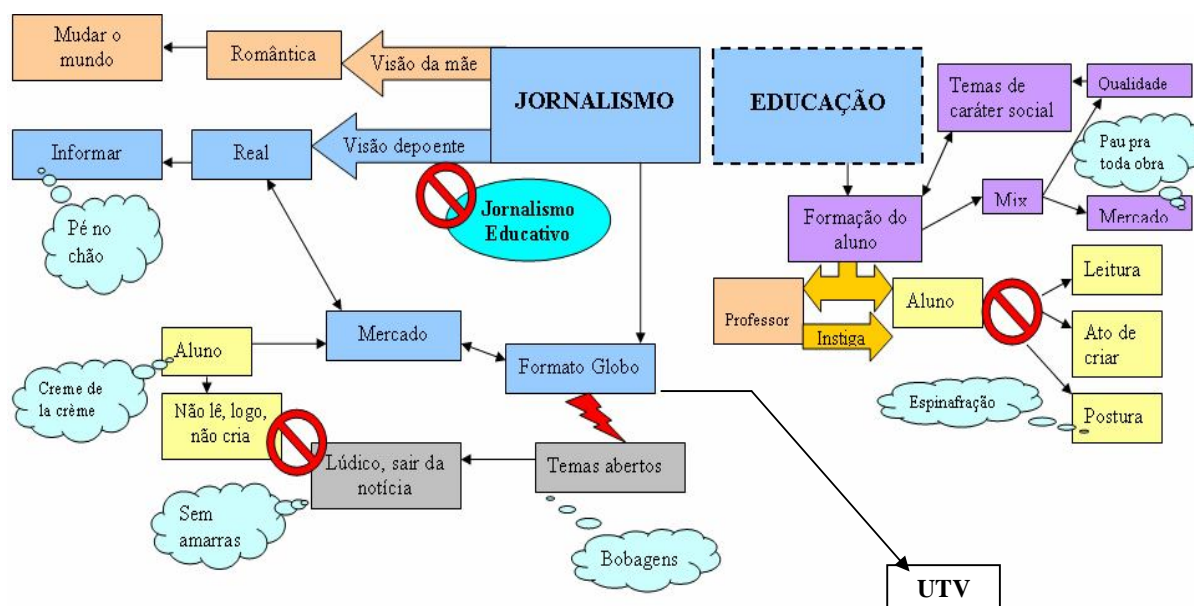 Mudar o
mundo
Romântica
Visão da mãe
JORNALISMO
EDUCAÇÃO
Temas de
caráter social
Qualidade
Informar
Real
Visão depoente
Pau pra
toda obra
Pé no
chão
Jornalismo
Educativo
Formação do
aluno
Mix
Mercado
Leitura
Professor
Instiga
Aluno
Ato de
criar
Espinafração
Postura
Aluno
Mercado
Formato Globo
Creme de
la crème
Não lê, logo,
não cria
Lúdico, sair da
notícia
Temas abertos
Sem
amarras
Bobagens
UTV